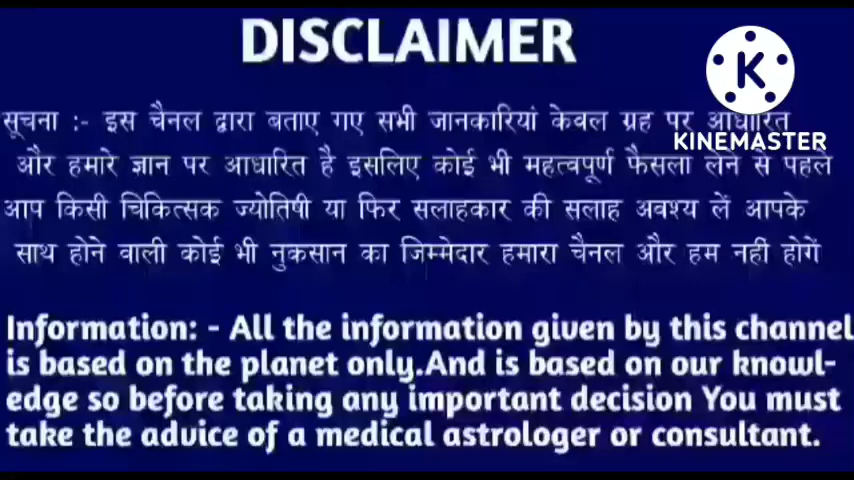 DISCLAIMER
K
KINEMASTER
सूचना :- इस चैनल द्वारा बताए गए सभी जानकारियां केवल ग्रह पर आधारित
और हमारे ज्ञान पर आधारित है इसलिए कोई भी महत्वपूर्ण फैसला लेने से पहले
आप किसी चिकित्सक ज्योतिषी या फिर सलाहकार की सलाह अवश्य लें आपके
साथ होने वाली कोई भी नुकसान का जिम्मेदार हमारा चैनल और हम नहीं होगें
Information: - All the information given by this channel
is based on the planet only.And is based on our knowl-
edge so before taking any important decision You must
take the advice of a medical astrologer or consultant.